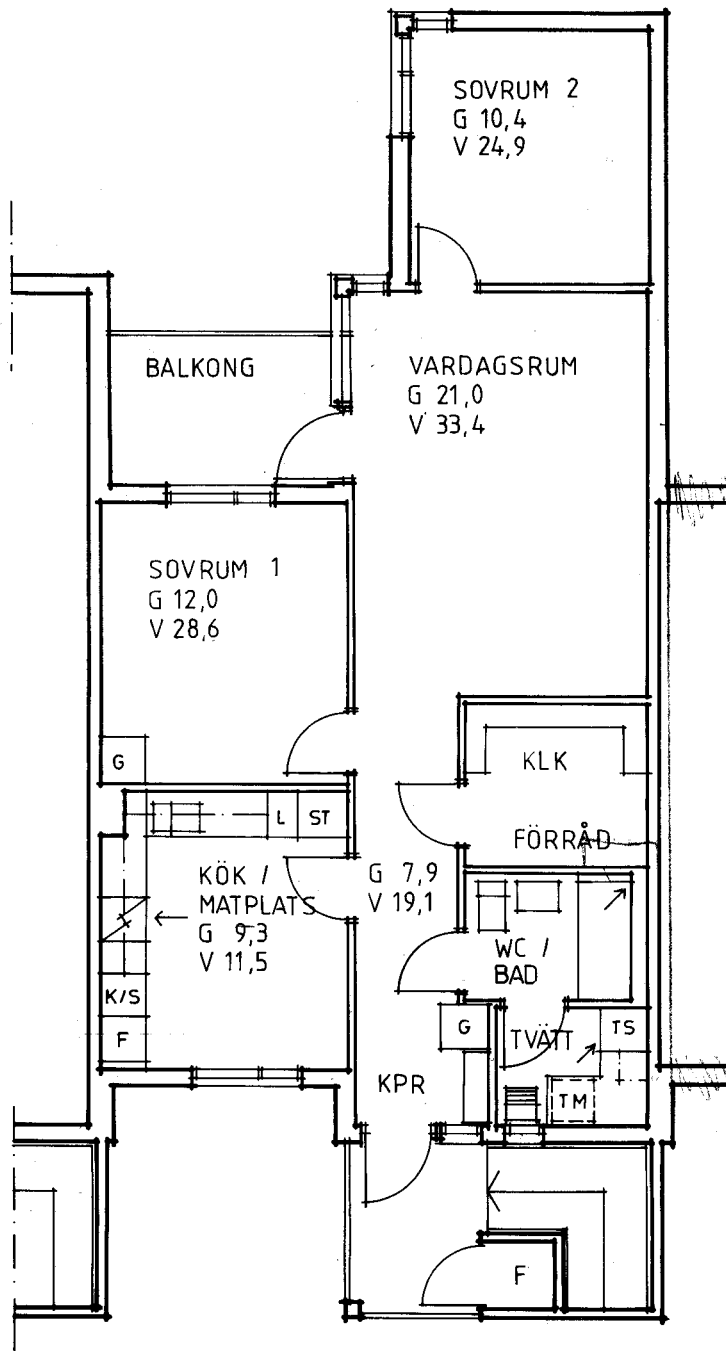 SOVRUM 2
G 10,4
V 24,9
BALKONG
VARDAGSRUM
G 21,0
V 33,4
SOVRUM 1
G 12,0
V 28,6
G
KLK
L
ST
FÖRRÅD
KÖK /
MATPLATS
G 9,3
V 11,5
G 7,9
V 19,1
WC /
BAD
K/S
F
G
TVÄTT
TS
KPR
TM
F